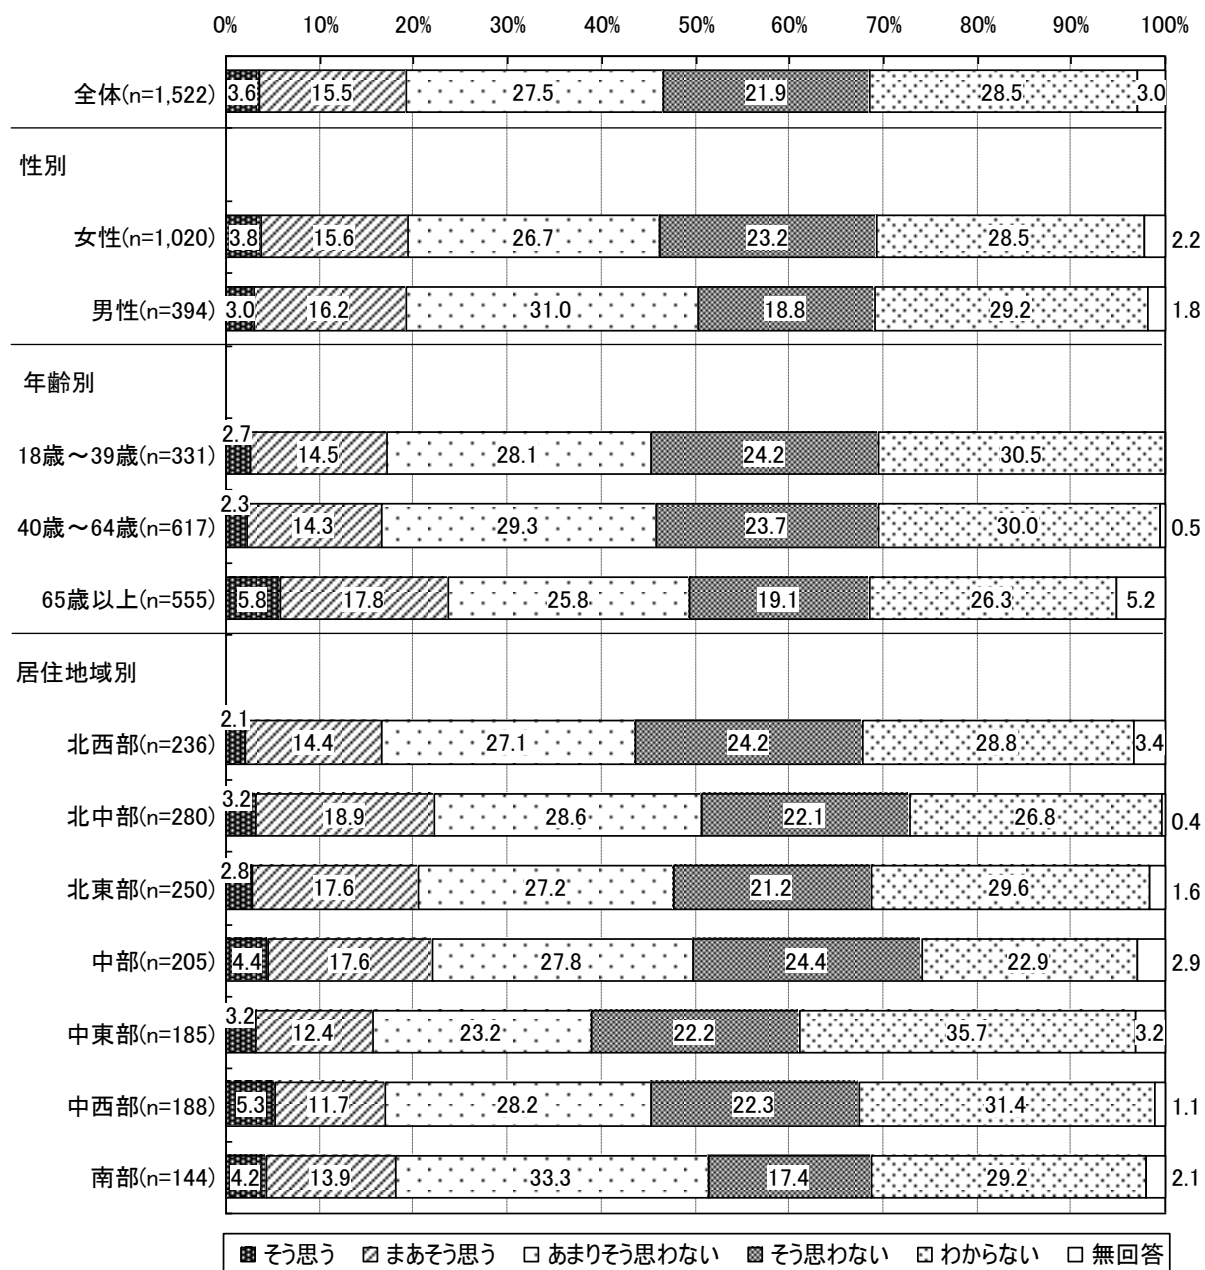 0% 10% 20% 30% 40% 50% 60% 70% 80% 90% 100%
全体(n=1,522) 3.6 15.5 27.5 21.9 28.5 3.0
性別
女性(n=1,020) 3.8 15.6 26.7 23.2 28.5 2.2
男性(n=394) 3.0 16.2 31.0 18.8 29.2 1.8
年齢別
18歳～39歳(n=331) 2.7 14.5 28.1 24.2 30.5
40歳～64歳(n=617) 2.3 14.3 29.3 23.7 30.0 0.5
65歳以上(n=555) 5.8 17.8 25.8 19.1 26.3 5.2
居住地域別
北西部(n=236) 2.1 14.4 27.1 24.2 28.8 3.4
北中部(n=280) 3.2 18.9 28.6 22.1 26.8 0.4
北東部(n=250) 2.8 17.6 27.2 21.2 29.6 1.6
中部(n=205) 4.4 17.6 27.8 24.4 22.9 2.9
中東部(n=185) 3.2 12.4 23.2 22.2 35.7 3.2
中西部(n=188) 5.3 11.7 28.2 22.3 31.4 1.1
南部(n=144) 4.2 13.9 33.3 17.4 29.2 2.1
そう思う まあそう思う あまりそう思わない そう思わない わからない 無回答